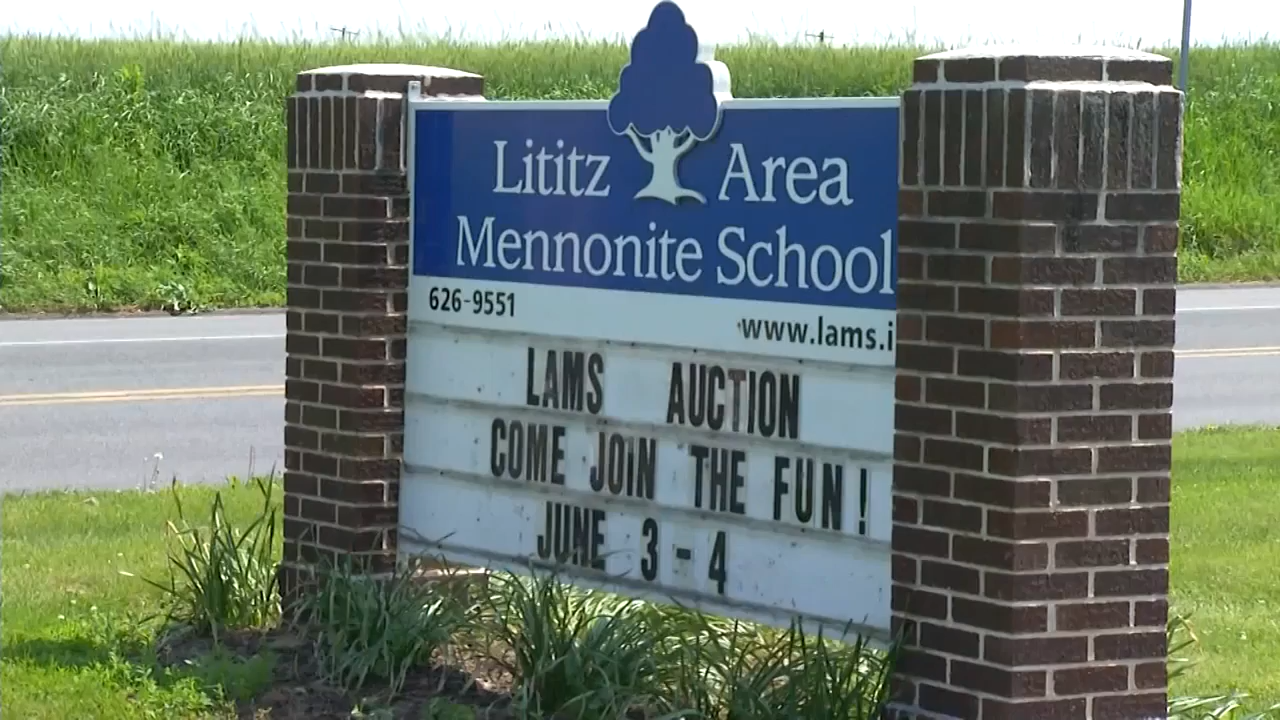 Lititz Area
Mennonite School
626-9551
www.lams.i
LAMS AUCTION
COME JOIN THE FUN!
JUNE 3-4